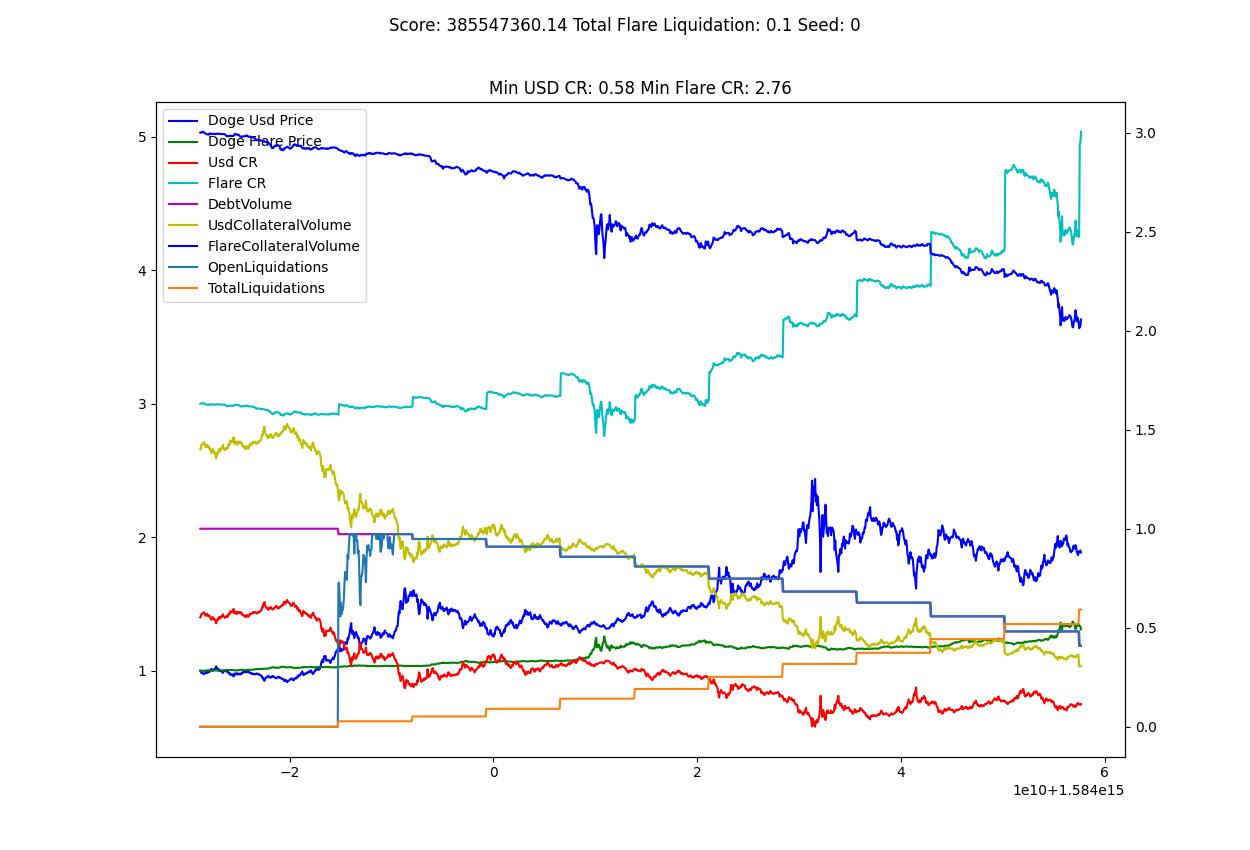 Score: 385547360.14 Total Flare Liquidation: 0.1 Seed: 0
Min USD CR: 0.58 Min Flare CR: 2.76
Doge Usd Price
Doge Flare Price
Usd CR
Flare CR
DebtVolume
UsdCollateralVolume
FlareCollateralVolume
OpenLiquidations
TotalLiquidations
5
4
3
2
1
3.0
2.5
2.0
1.5
1.0
0.5
0.0
−2
0
2
4
6
1e10+1.584e15